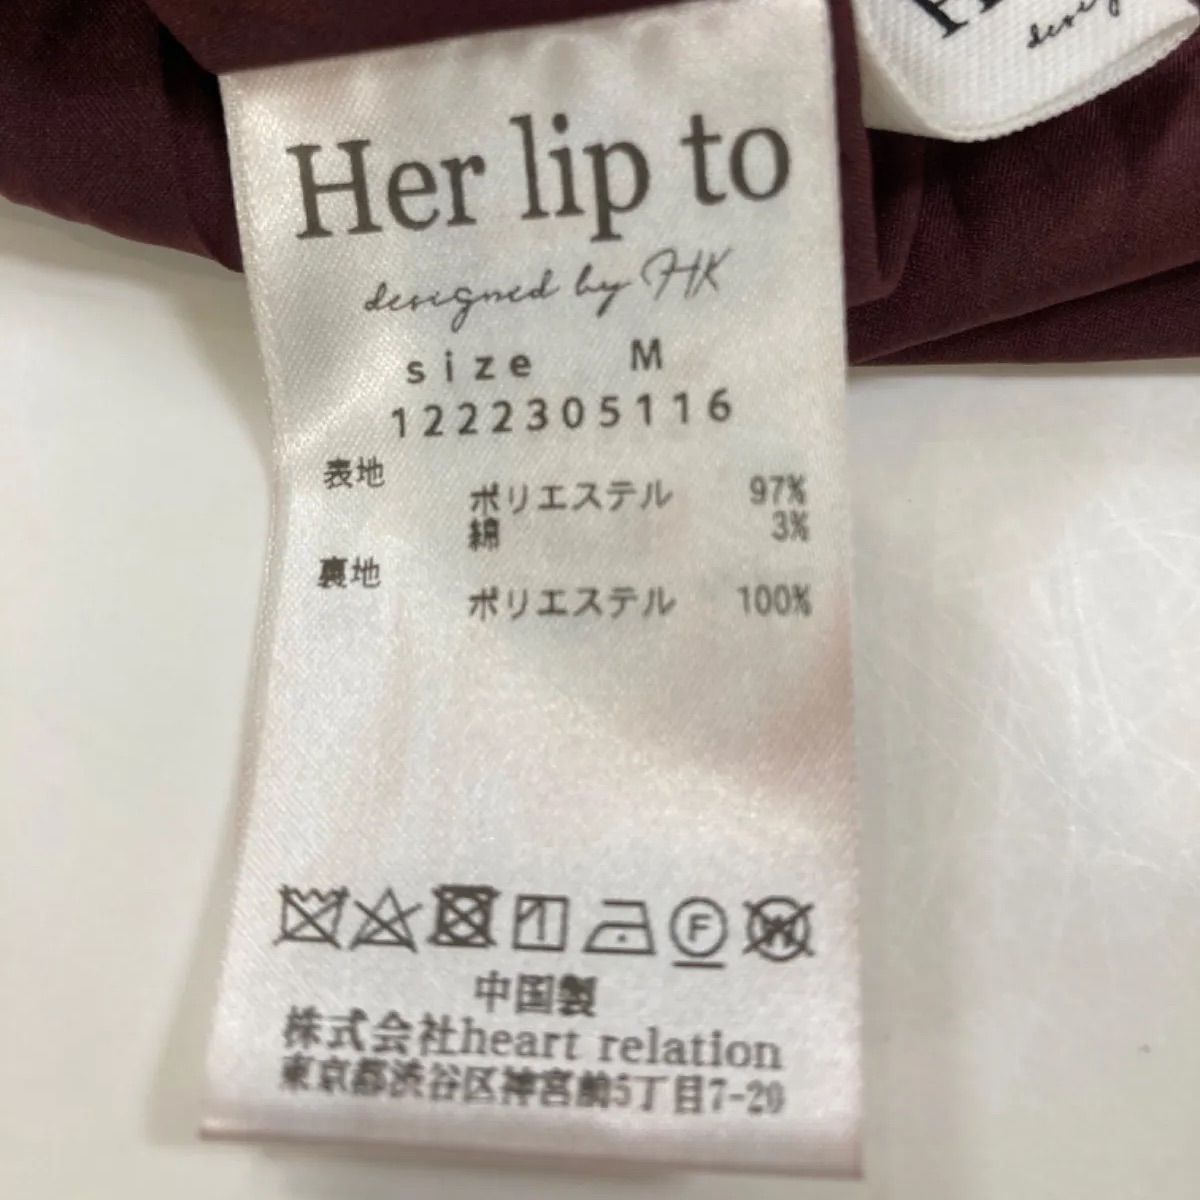 Her lip to
designed by HK
size M
1222305116
表地
ポリエステル 97%
綿 3%
裏地
ポリエステル 100%
F
W
中国製
株式会社heart relation
東京都渋谷区神宮前5丁目7-20